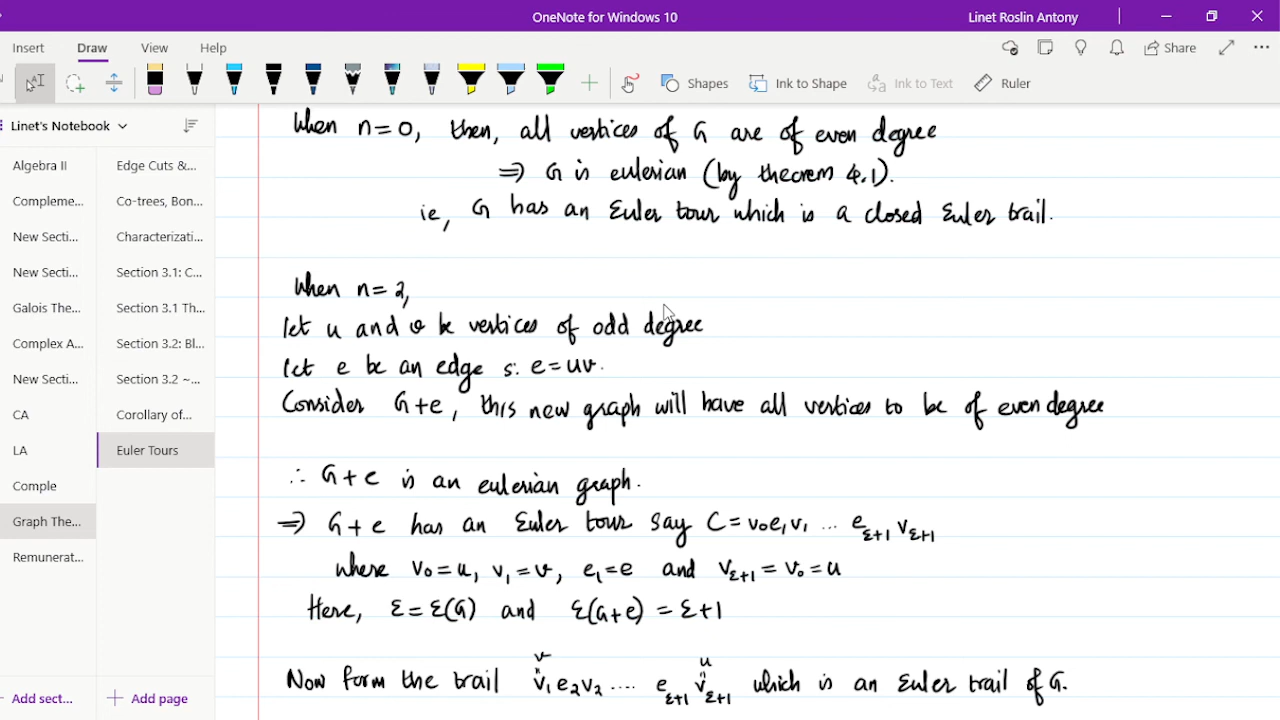 OneNote for Windows 10
Linet Roslin Antony
Insert
Draw
View
Help
Share
Shapes
Ink to Shape
Ink to Text
Ruler
Linet's Notebook
Algebra II
Compleme...
New Secti...
New Secti...
Galois The...
Complex A...
New Secti...
CA
LA
Comple
Graph The...
Remunerat...
Add sect...
Edge Cuts &...
Co-trees, Bon...
Characterizati...
Section 3.1: C...
Section 3.1 Th...
Section 3.2: Bl...
Section 3.2 ~...
Corollary of...
Euler Tours
Add page
When n=0, then, all vertices of G are of even degree
⇒ G is eulerian (by theorem 4.1).
ie, G has an Euler tour which is a closed Euler trail.
When n=2,
let u and v be vertices of odd degree
let e be an edge s: e=uv.
Consider G+e, this new graph will have all vertices to be of even degree
∴ G+e is an eulerian graph.
⇒ G+e has an Euler tour say C = v₀e₁v₁ ... e_{ε+1} v_{ε+1}
where v₀=u, v₁=v, e₁=e and v_{ε+1} = v₀ = u
Here, ε=ε(G) and ε(G+e) = ε+1
v u
Now form the trail v₁ e₂v₂ .... e_{ε+1} v_{ε+1} which is an Euler trail of G.